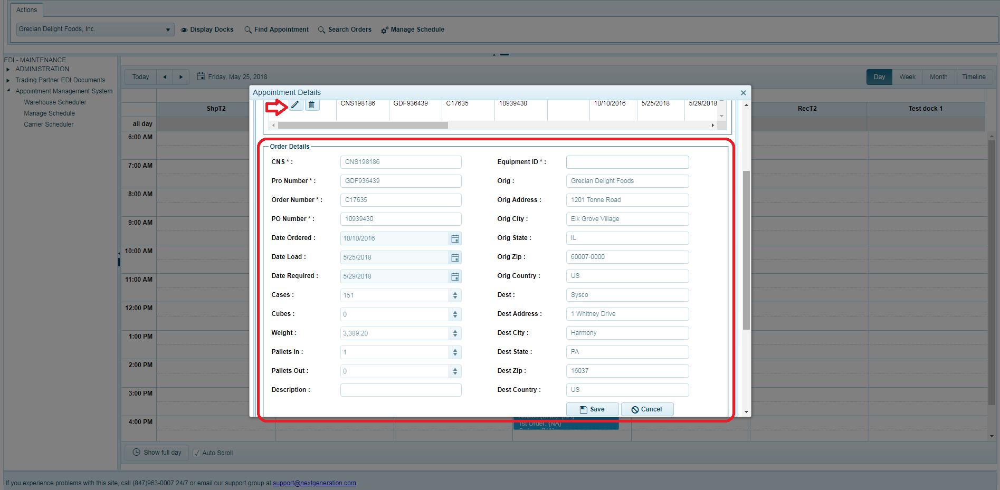 Actions
Grecian Delight Foods, Inc.
Display Docks
Find Appointment
Search Orders
Manage Schedule
EDI - MAINTENANCE
ADMINISTRATION
Trading Partner EDI Documents
Appointment Management System
Warehouse Scheduler
Manage Schedule
Carrier Scheduler
Today
Friday, May 25, 2018
Day
Week
Month
Timeline
ShpT2
RecT2
Test dock 1
all day
6:00 AM
7:00 AM
8:00 AM
9:00 AM
10:00 AM
11:00 AM
12:00 PM
1:00 PM
2:00 PM
3:00 PM
4:00 PM
Appointment Details
CNS198186 GDF936439 C17635 10939430 10/10/2016 5/25/2018 5/29/2018
Order Details
CNS * : CNS198186
Pro Number * : GDF936439
Order Number * : C17635
PO Number * : 10939430
Date Ordered : 10/10/2016
Date Load : 5/25/2018
Date Required : 5/29/2018
Cases : 151
Cubes : 0
Weight : 3,389.20
Pallets In : 1
Pallets Out : 0
Description :
Equipment ID * :
Orig : Grecian Delight Foods
Orig Address : 1201 Tonne Road
Orig City : Elk Grove Village
Orig State : IL
Orig Zip : 60007-0000
Orig Country : US
Dest : Sysco
Dest Address : 1 Whitney Drive
Dest City : Harmony
Dest State : PA
Dest Zip : 16037
Dest Country : US
Save
Cancel
1st Order: {NA}
Show full day
Auto Scroll
If you experience problems with this site, call (847)963-0007 24/7 or email our support group at support@nextgeneration.com